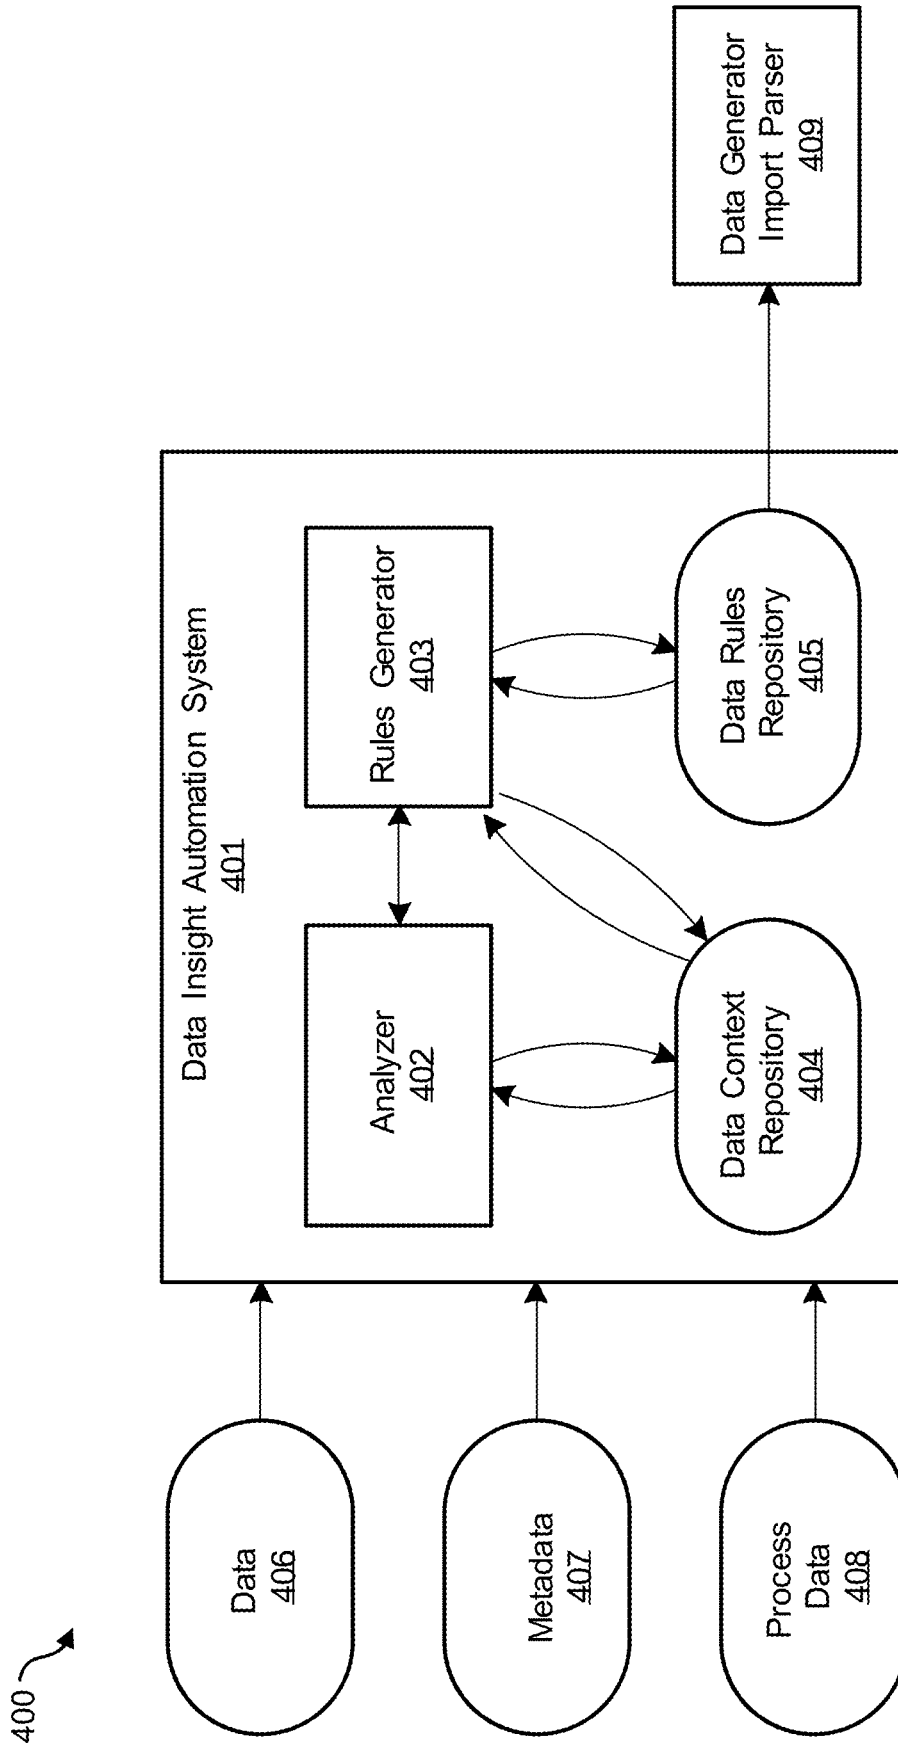 400
Data
406
Metadata
407
Process
Data
408
Data Insight Automation System
401
Analyzer
402
Rules Generator
403
Data Context
Repository
404
Data Rules
Repository
405
Data Generator
Import Parser
409